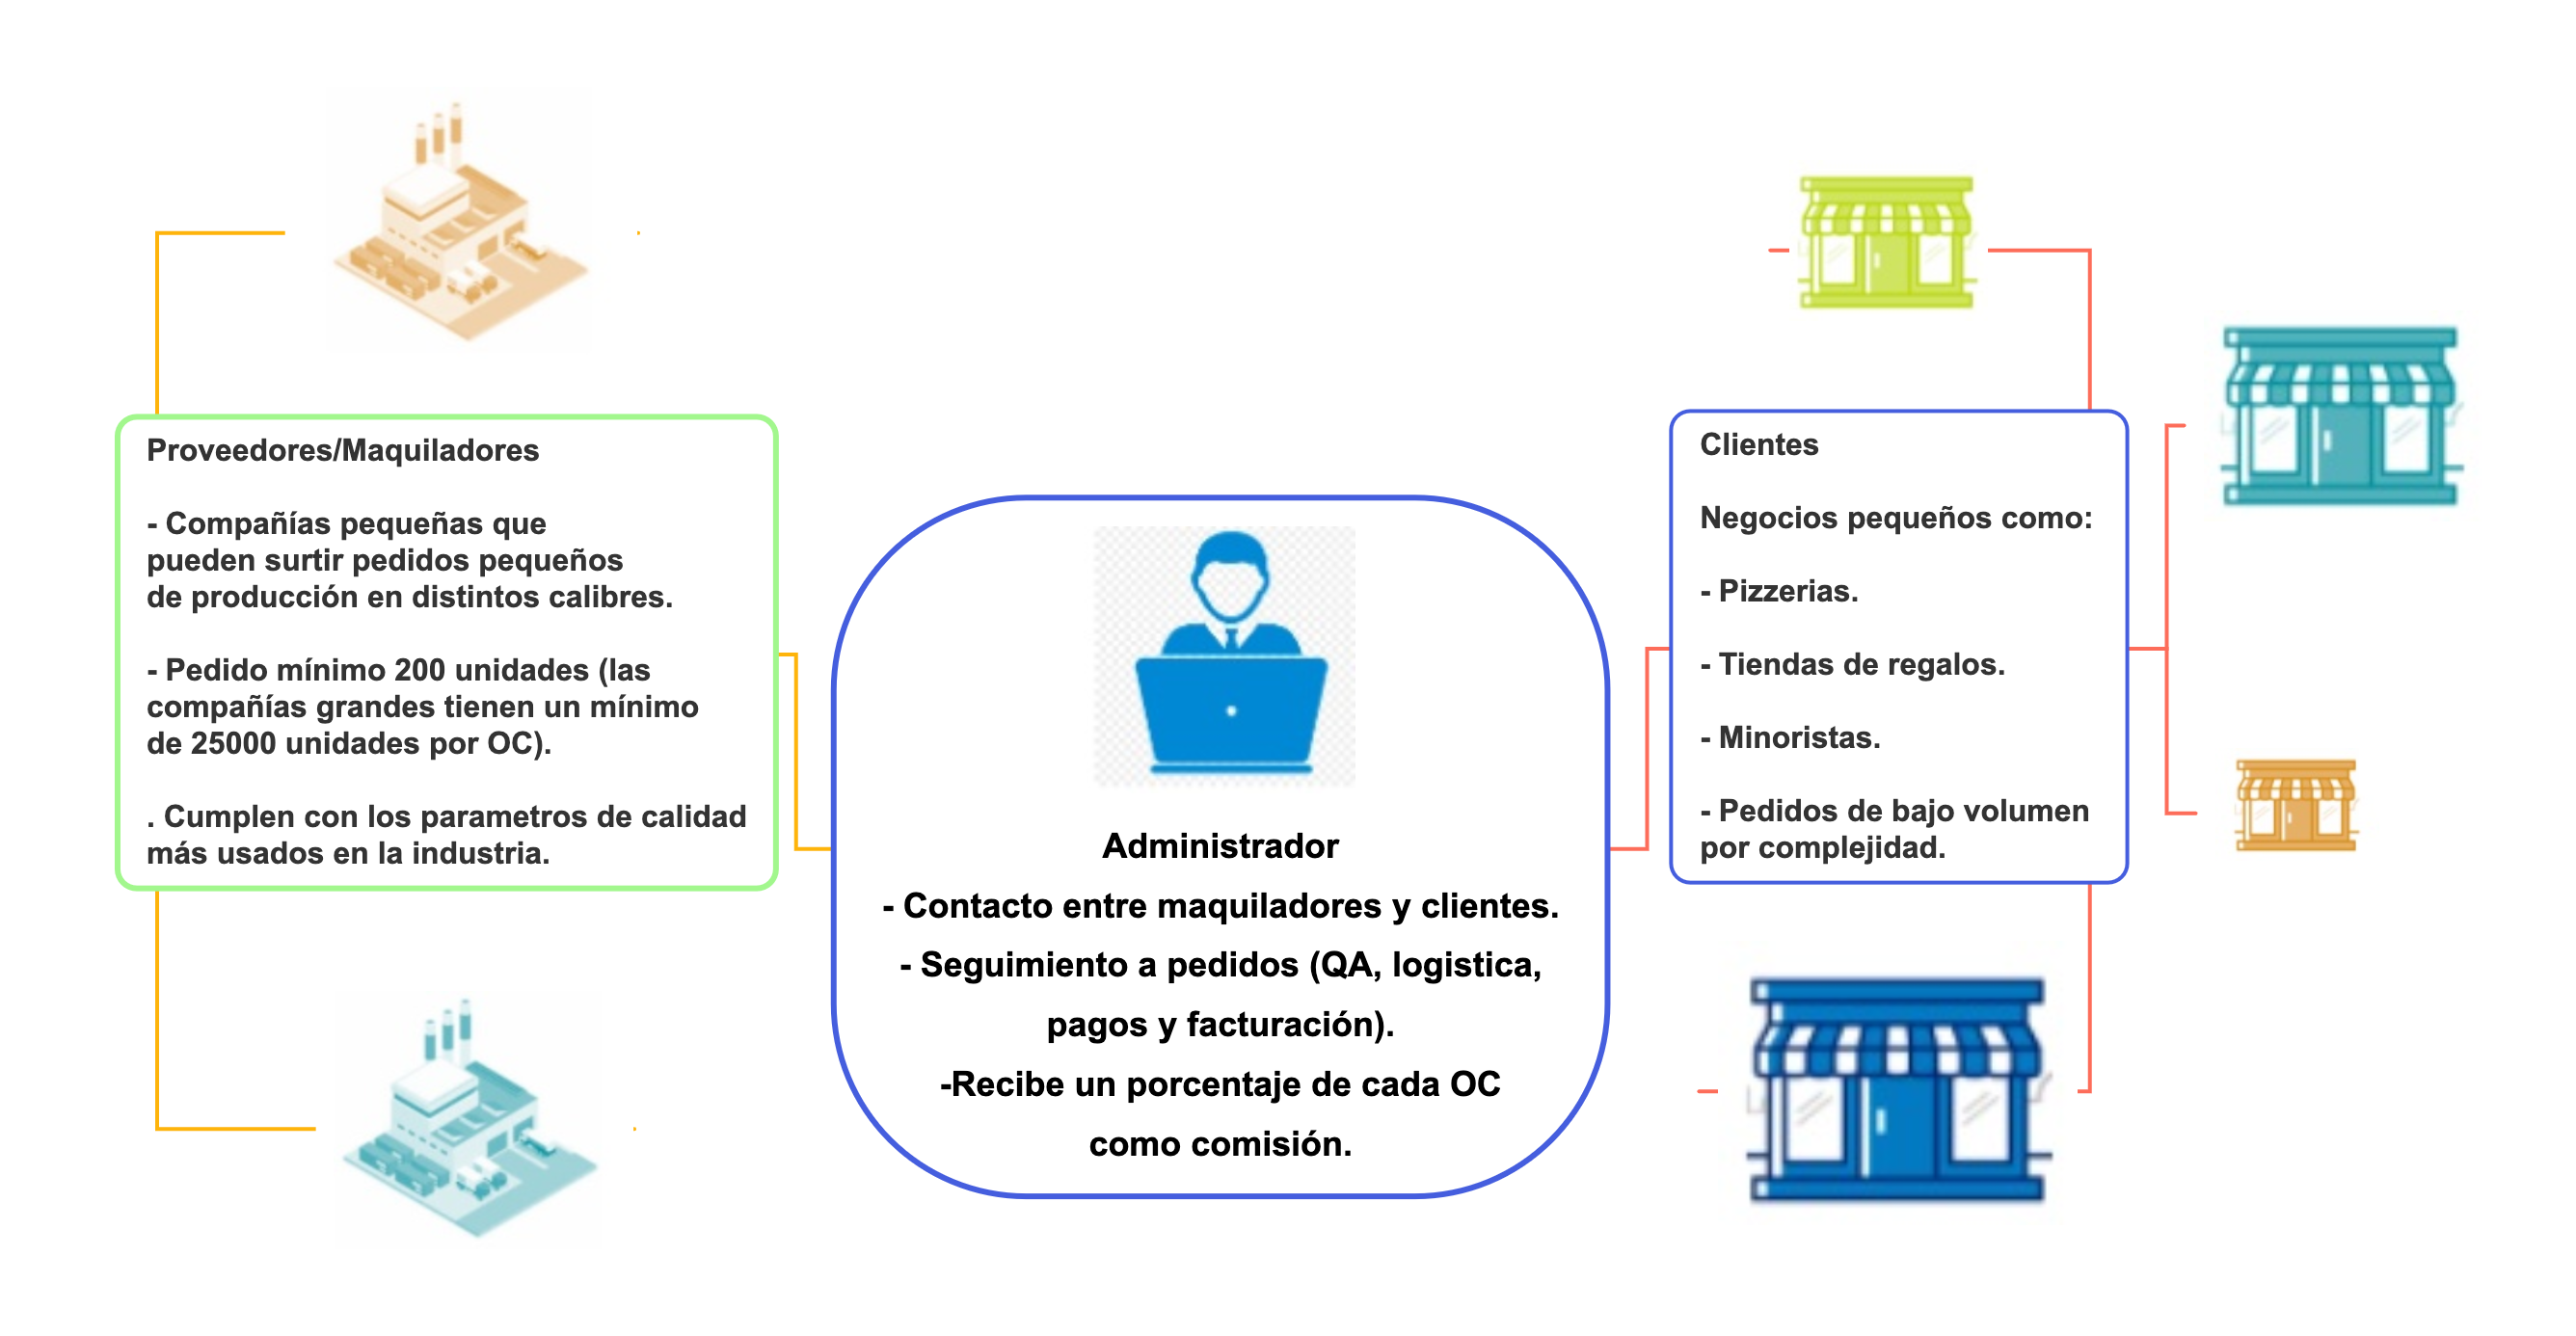 Proveedores/Maquiladores
- Compañías pequeñas que
pueden surtir pedidos pequeños
de producción en distintos calibres.
- Pedido mínimo 200 unidades (las
compañías grandes tienen un mínimo
de 25000 unidades por OC).
. Cumplen con los parametros de calidad
más usados en la industria.
Administrador
- Contacto entre maquiladores y clientes.
- Seguimiento a pedidos (QA, logistica,
pagos y facturación).
-Recibe un porcentaje de cada OC
como comisión.
Clientes
Negocios pequeños como:
- Pizzerias.
- Tiendas de regalos.
- Minoristas.
- Pedidos de bajo volumen
por complejidad.